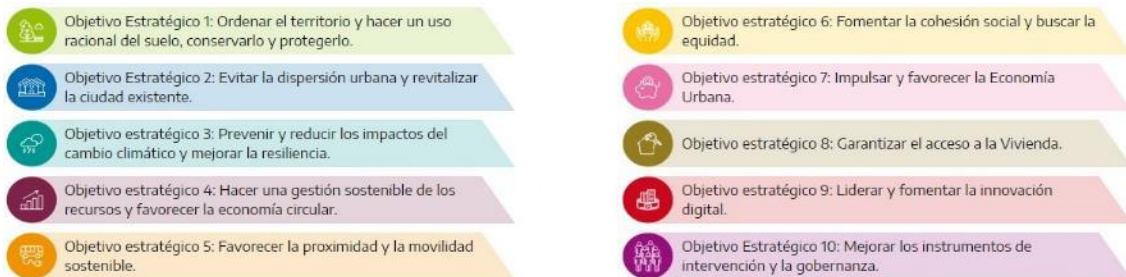 Objetivo Estratégico 1: Ordenar el territorio y hacer un uso
racional del suelo, conservarlo y protegerlo.
Objetivo Estratégico 2: Evitar la dispersión urbana y revitalizar
la ciudad existente.
Objetivo estratégico 3: Prevenir y reducir los impactos del
cambio climático y mejorar la resiliencia.
Objetivo estratégico 4: Hacer una gestión sostenible de los
recursos y favorecer la economía circular.
Objetivo estratégico 5: Favorecer la proximidad y la movilidad
sostenible.
Objetivo estratégico 6: Fomentar la cohesión social y buscar la
equidad.
Objetivo estratégico 7: Impulsar y favorecer la Economía
Urbana.
Objetivo estratégico 8: Garantizar el acceso a la Vivienda.
Objetivo estratégico 9: Liderar y fomentar la innovación
digital.
Objetivo Estratégico 10: Mejorar los instrumentos de
intervención y la gobernanza.